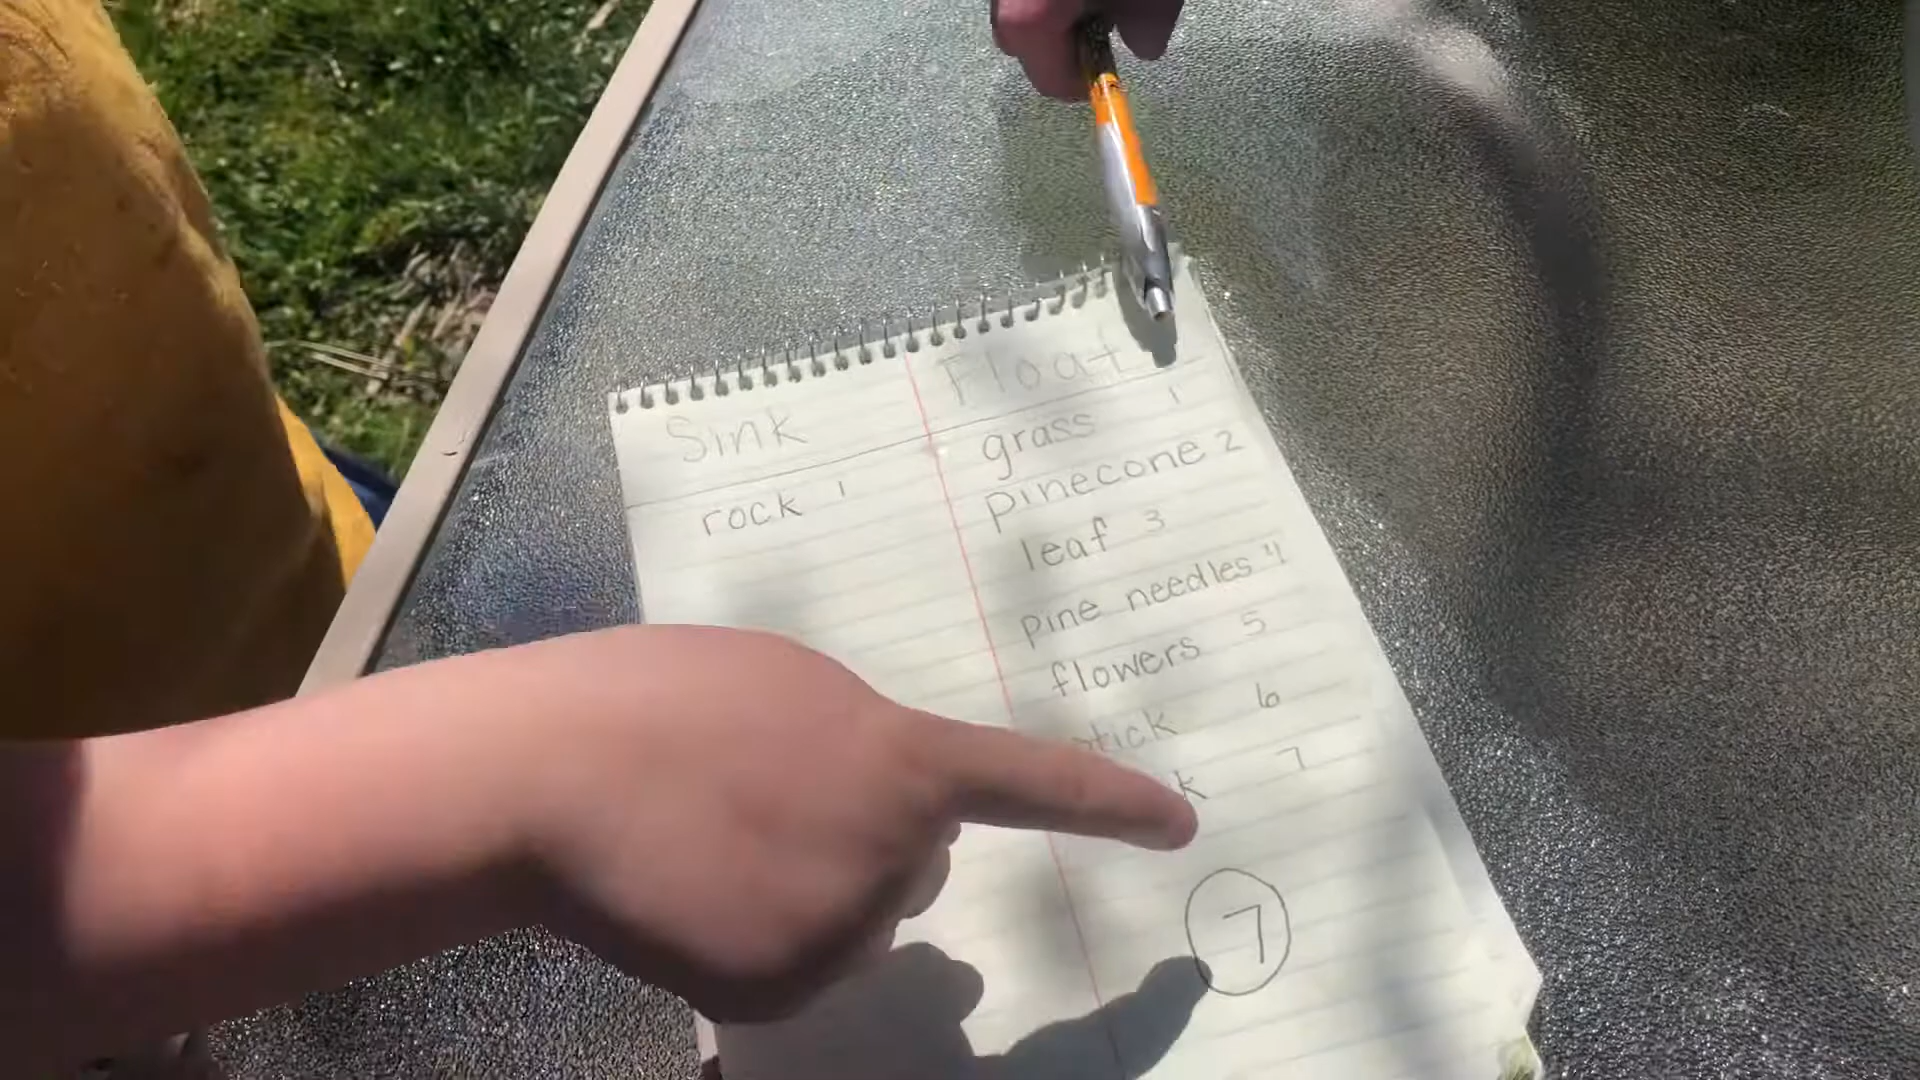 Sink
Float
rock 1
grass 1
pinecone 2
leaf 3
pine needles 4
flowers 5
stick 6
7
7